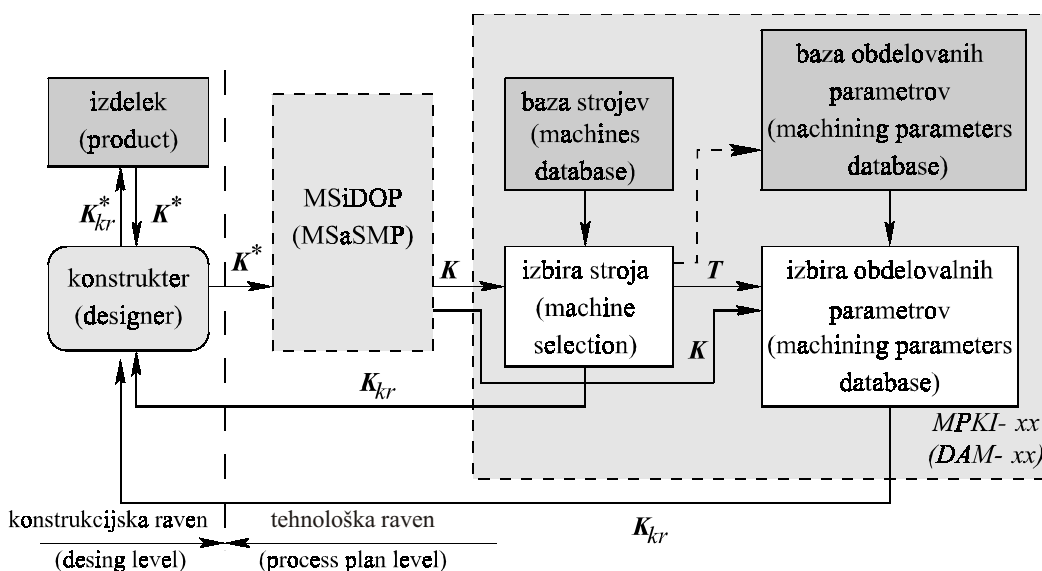 izdelek
(product)
K*kr
K*
konstrukter
(designer)
K*
MSiDOP
(MSaSMP)
K
K
baza strojev
(machines
database)
izbira stroja
(machine
selection)
T
baza obdelovanih
parametrov
(machining parameters
database)
izbira obdelovalnih
parametrov
(machining parameters
database)
MPKI- xx
(DAM- xx)
Kkr
Kkr
konstrukcijska raven
(desing level)
tehnološka raven
(process plan level)